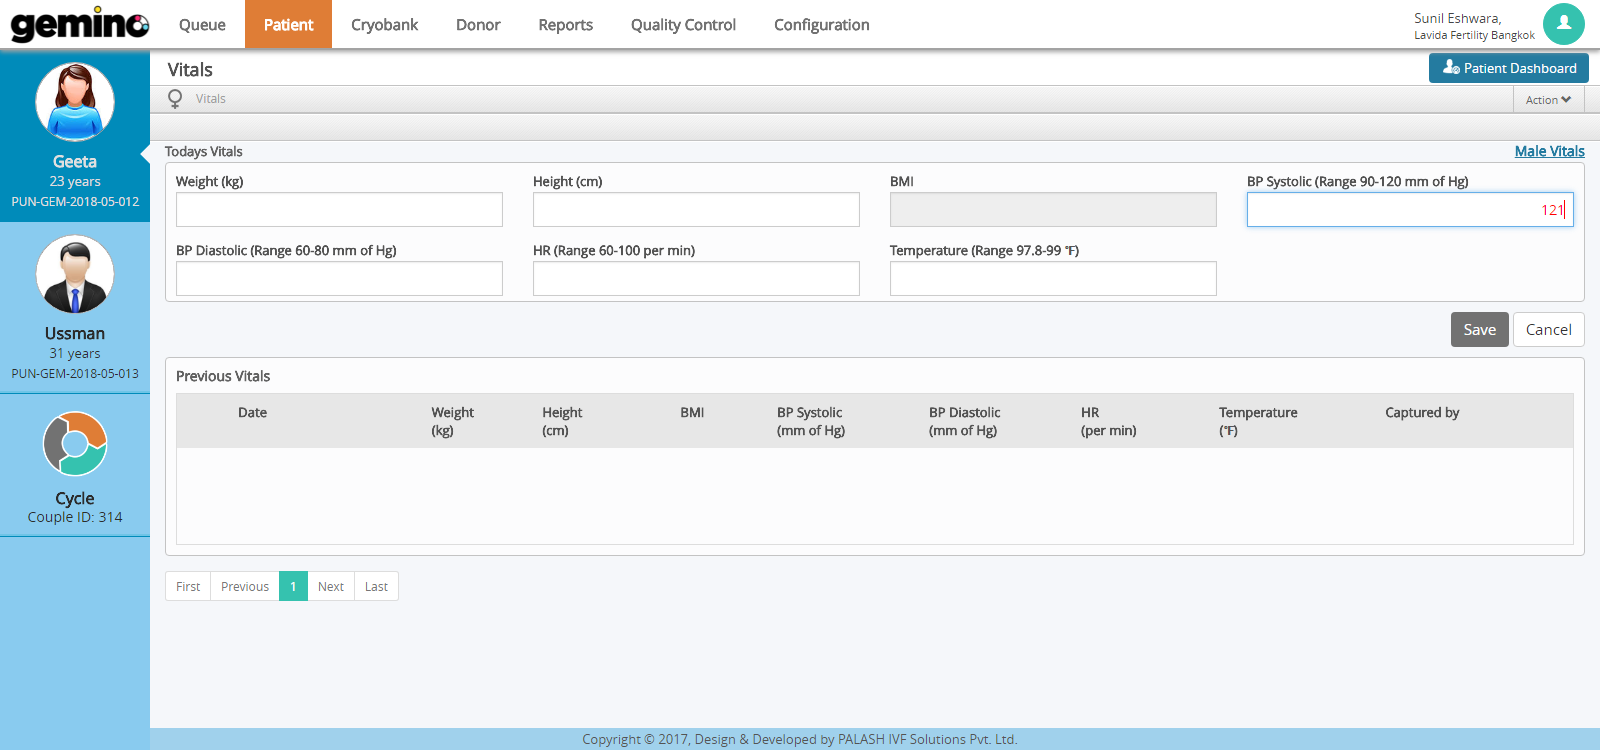 gemino
Queue
Patient
Cryobank
Donor
Reports
Quality Control
Configuration
Sunil Eshwara,
Lavida Fertility Bangkok
Geeta
23 years
PUN-GEM-2018-05-012
Ussman
31 years
PUN-GEM-2018-05-013
Cycle
Couple ID: 314
Vitals
Patient Dashboard
Vitals
Action
Todays Vitals
Male Vitals
Weight (kg)
Height (cm)
BMI
BP Systolic (Range 90-120 mm of Hg)
121
BP Diastolic (Range 60-80 mm of Hg)
HR (Range 60-100 per min)
Temperature (Range 97.8-99 °F)
Save
Cancel
Previous Vitals
Date
Weight
(kg)
Height
(cm)
BMI
BP Systolic
(mm of Hg)
BP Diastolic
(mm of Hg)
HR
(per min)
Temperature
(°F)
Captured by
First
Previous
1
Next
Last
Copyright © 2017, Design & Developed by PALASH IVF Solutions Pvt. Ltd.